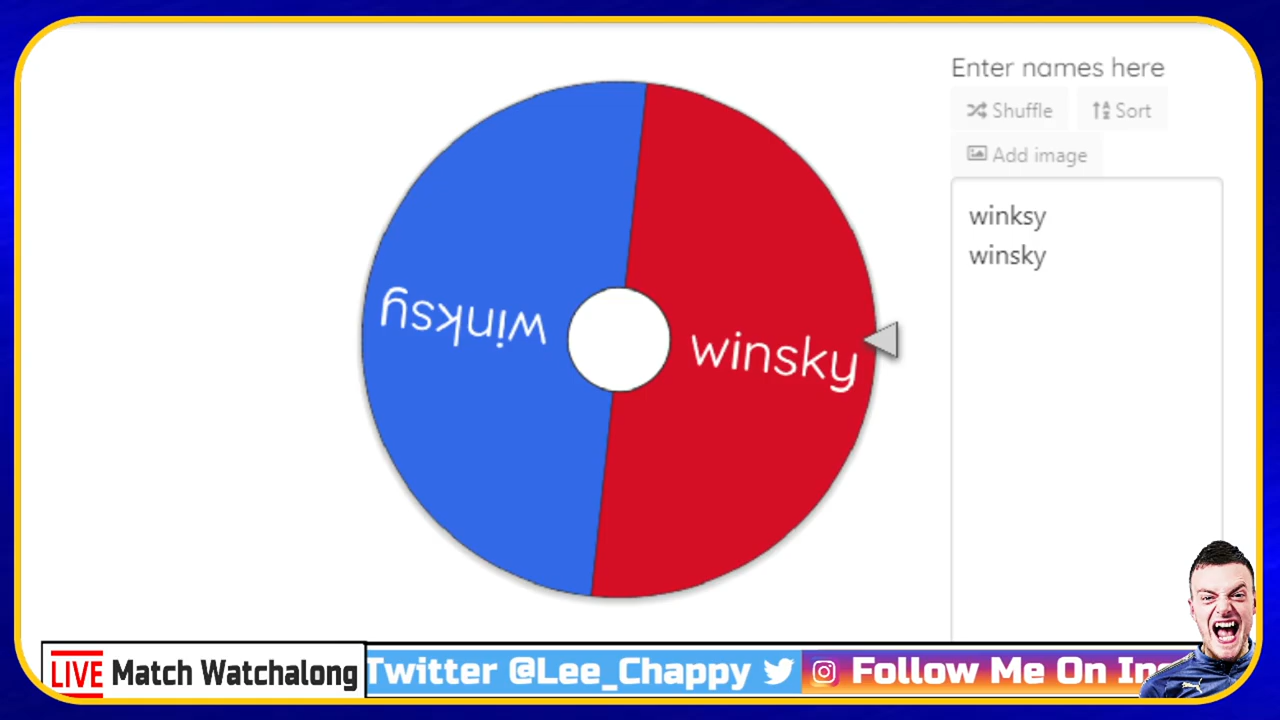 Enter names here
Shuffle
Sort
Add image
winksy
winsky
winksy
winsky
LIVE Match Watchalong
Twitter @Lee_Chappy
Follow Me On Ins